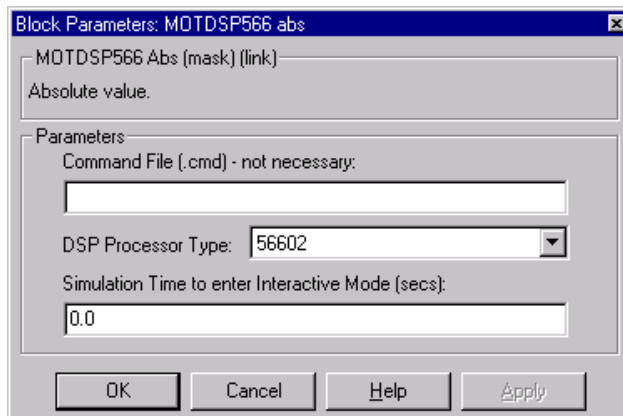 Block Parameters: MOTDSP566 abs
MOTDSP566 Abs (mask) (link)
Absolute value.
Parameters
Command File (.cmd) - not necessary:
DSP Processor Type: 56602
Simulation Time to enter Interactive Mode (secs):
0.0
OK Cancel Help Apply